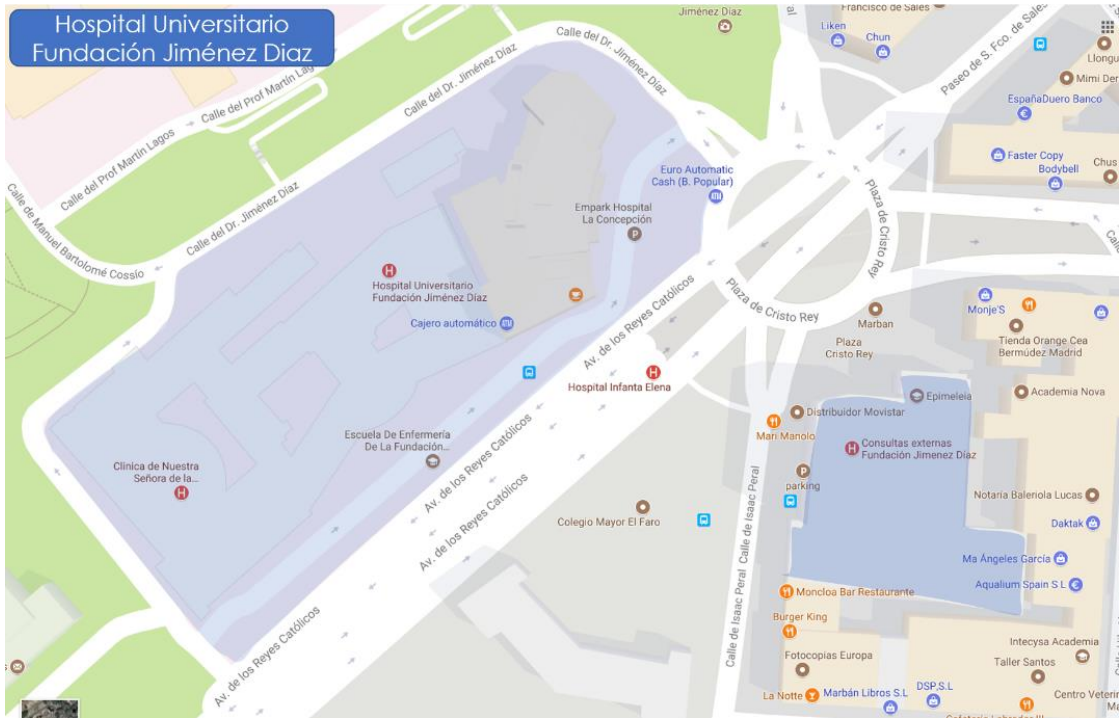 Hospital Universitario
Fundación Jiménez Diaz
Jiménez Díaz
Calle del Dr. Jiménez Díaz
Liken
Chun
Francisco de Sales
Paseo de S. Fco. de Sales
Llongu
Mimi Der
EspañaDuero Banco
Faster Copy
Bodybell
Chus
Calle del Prof Martín Lagos
Calle del Prof Martín Lagos
Calle del Dr. Jiménez Díaz
Calle de Manuel Bartolomé Cossío
Calle del Dr. Jiménez Díaz
Euro Automatic
Cash (B. Popular)
Empark Hospital
La Concepción
Plaza de Cristo Rey
Hospital Universitario
Fundación Jiménez Díaz
Cajero automático
Av. de los Reyes Católicos
Plaza de Cristo Rey
Marban
Plaza
Cristo Rey
Monje'S
Tienda Orange Cea
Bermúdez Madrid
Hospital Infanta Elena
Epimeleia
Academia Nova
Distribuidor Movistar
Mari Manolo
Consultas externas
Fundación Jimenez Díaz
parking
Escuela De Enfermería
De La Fundación...
Clinica de Nuestra
Señora de la...
Av. de los Reyes Católicos
Av. de los Reyes Católicos
Colegio Mayor El Faro
Calle de Isaac Peral
Calle de Isaac Peral
Notaria Baleriola Lucas
Daktak
Ma Ángeles García
Aqualium Spain S.L
Moncloa Bar Restaurante
Burger King
Fotocopias Europa
La Notte
Marbán Libros S.L
DSP,S.L
Intecysa Academia
Taller Santos
Centro Veterin
Av. de los Reyes Católicos